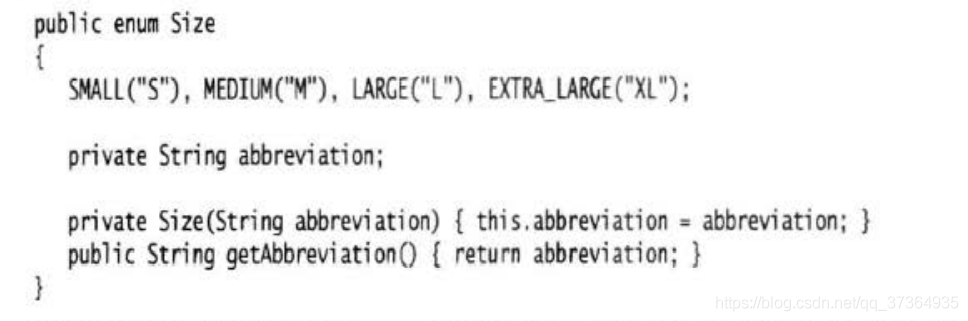 public enum Size
{
SMALL("S"), MEDIUM("M"), LARGE("L"), EXTRA_LARGE("XL");
private String abbreviation;
private Size(String abbreviation) { this.abbreviation = abbreviation; }
public String getAbbreviation() { return abbreviation; }
}
https://blog.csdn.net/qq_37364935